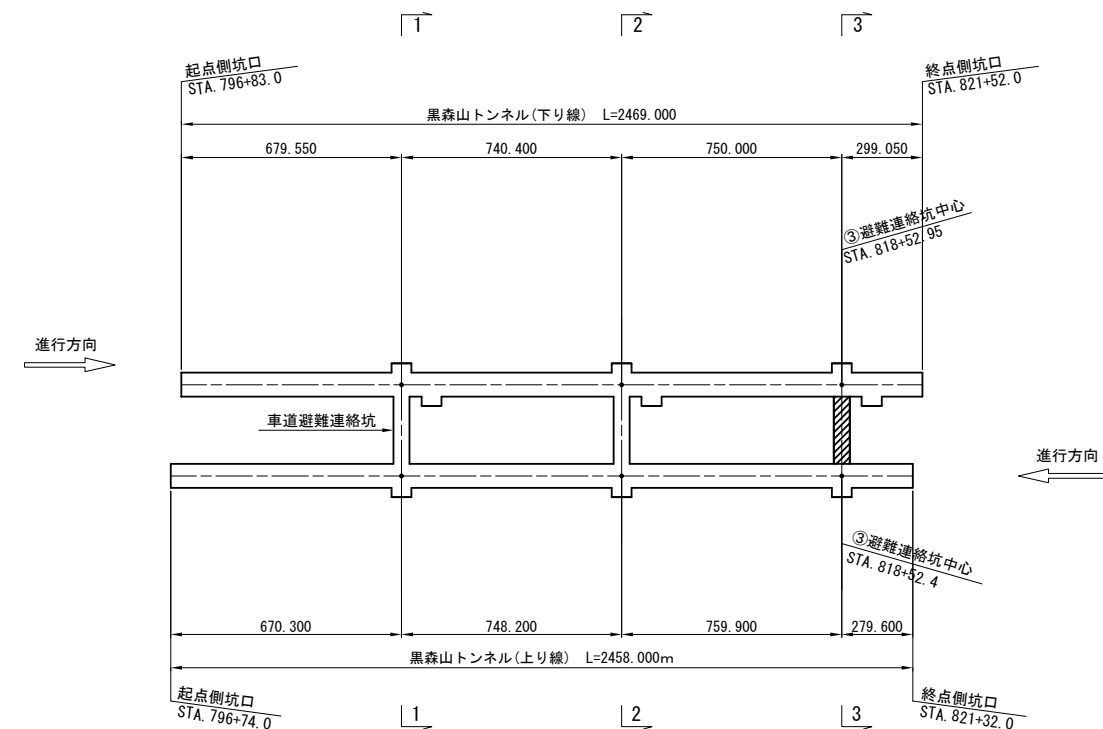 1
2
3
起点側坑口
STA. 796+83.0
終点側坑口
STA. 821+52.0
黒森山トンネル(下り線) L=2469.000
679.550
740.400
750.000
299.050
③避難連絡坑中心
STA. 818+52.95
進行方向
車道避難連絡坑
進行方向
③避難連絡坑中心
STA. 818+52.4
670.300
748.200
759.900
279.600
黒森山トンネル(上り線) L=2458.000m
起点側坑口
STA. 796+74.0
終点側坑口
STA. 821+32.0
1
2
3